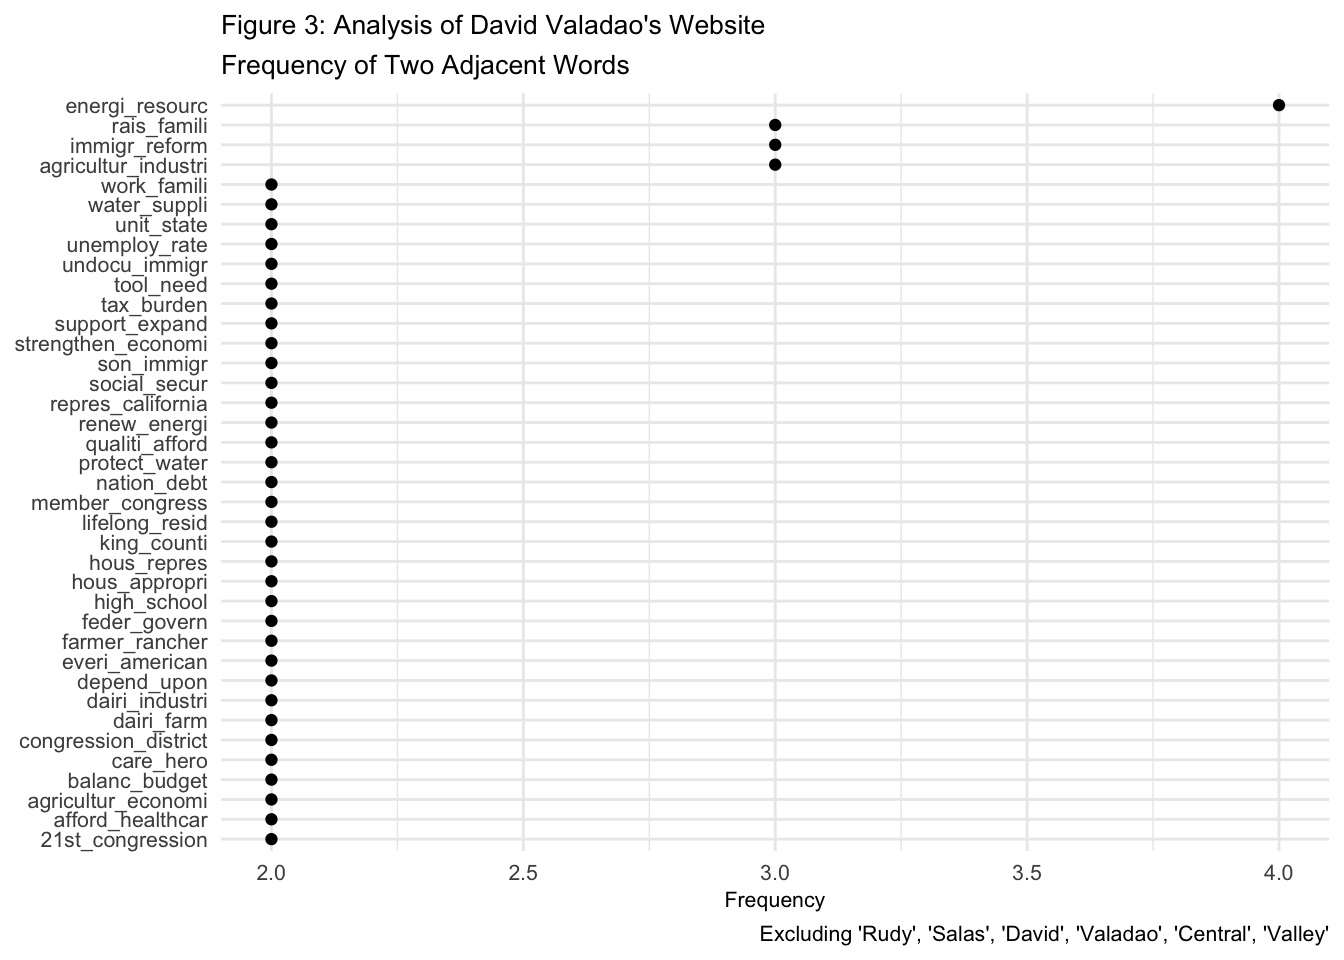 Figure 3: Analysis of David Valadao's Website
Frequency of Two Adjacent Words
energi_resourc
rais_famili
immigr_reform
agricultur_industri
work_famili
water_suppli
unit_state
unemploy_rate
undocu_immigr
tool_need
tax_burden
support_expand
strengthen_economi
son_immigr
social_secur
repres_california
renew_energi
qualiti_afford
protect_water
nation_debt
member_congress
lifelong_resid
king_counti
hous_repres
hous_appropri
high_school
feder_govern
farmer_rancher
everi_american
depend_upon
dairi_industri
dairi_farm
congression_district
care_hero
balanc_budget
agricultur_economi
afford_healthcar
21st_congression
2.0 2.5 3.0 3.5 4.0
Frequency
Excluding 'Rudy', 'Salas', 'David', 'Valadao', 'Central', 'Valley'